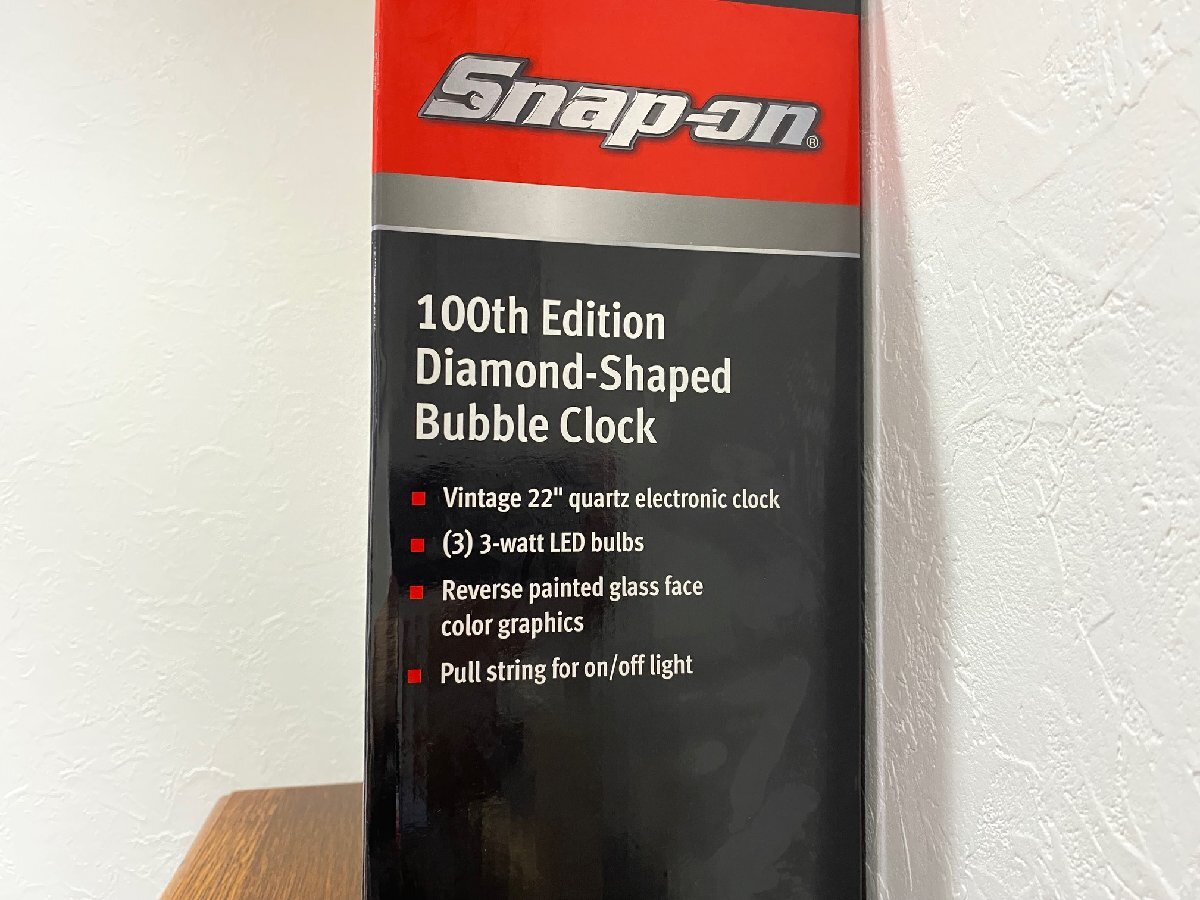 Snap-on®
100th Edition
Diamond-Shaped
Bubble Clock
Vintage 22" quartz electronic clock
(3) 3-watt LED bulbs
Reverse painted glass face
color graphics
Pull string for on/off light